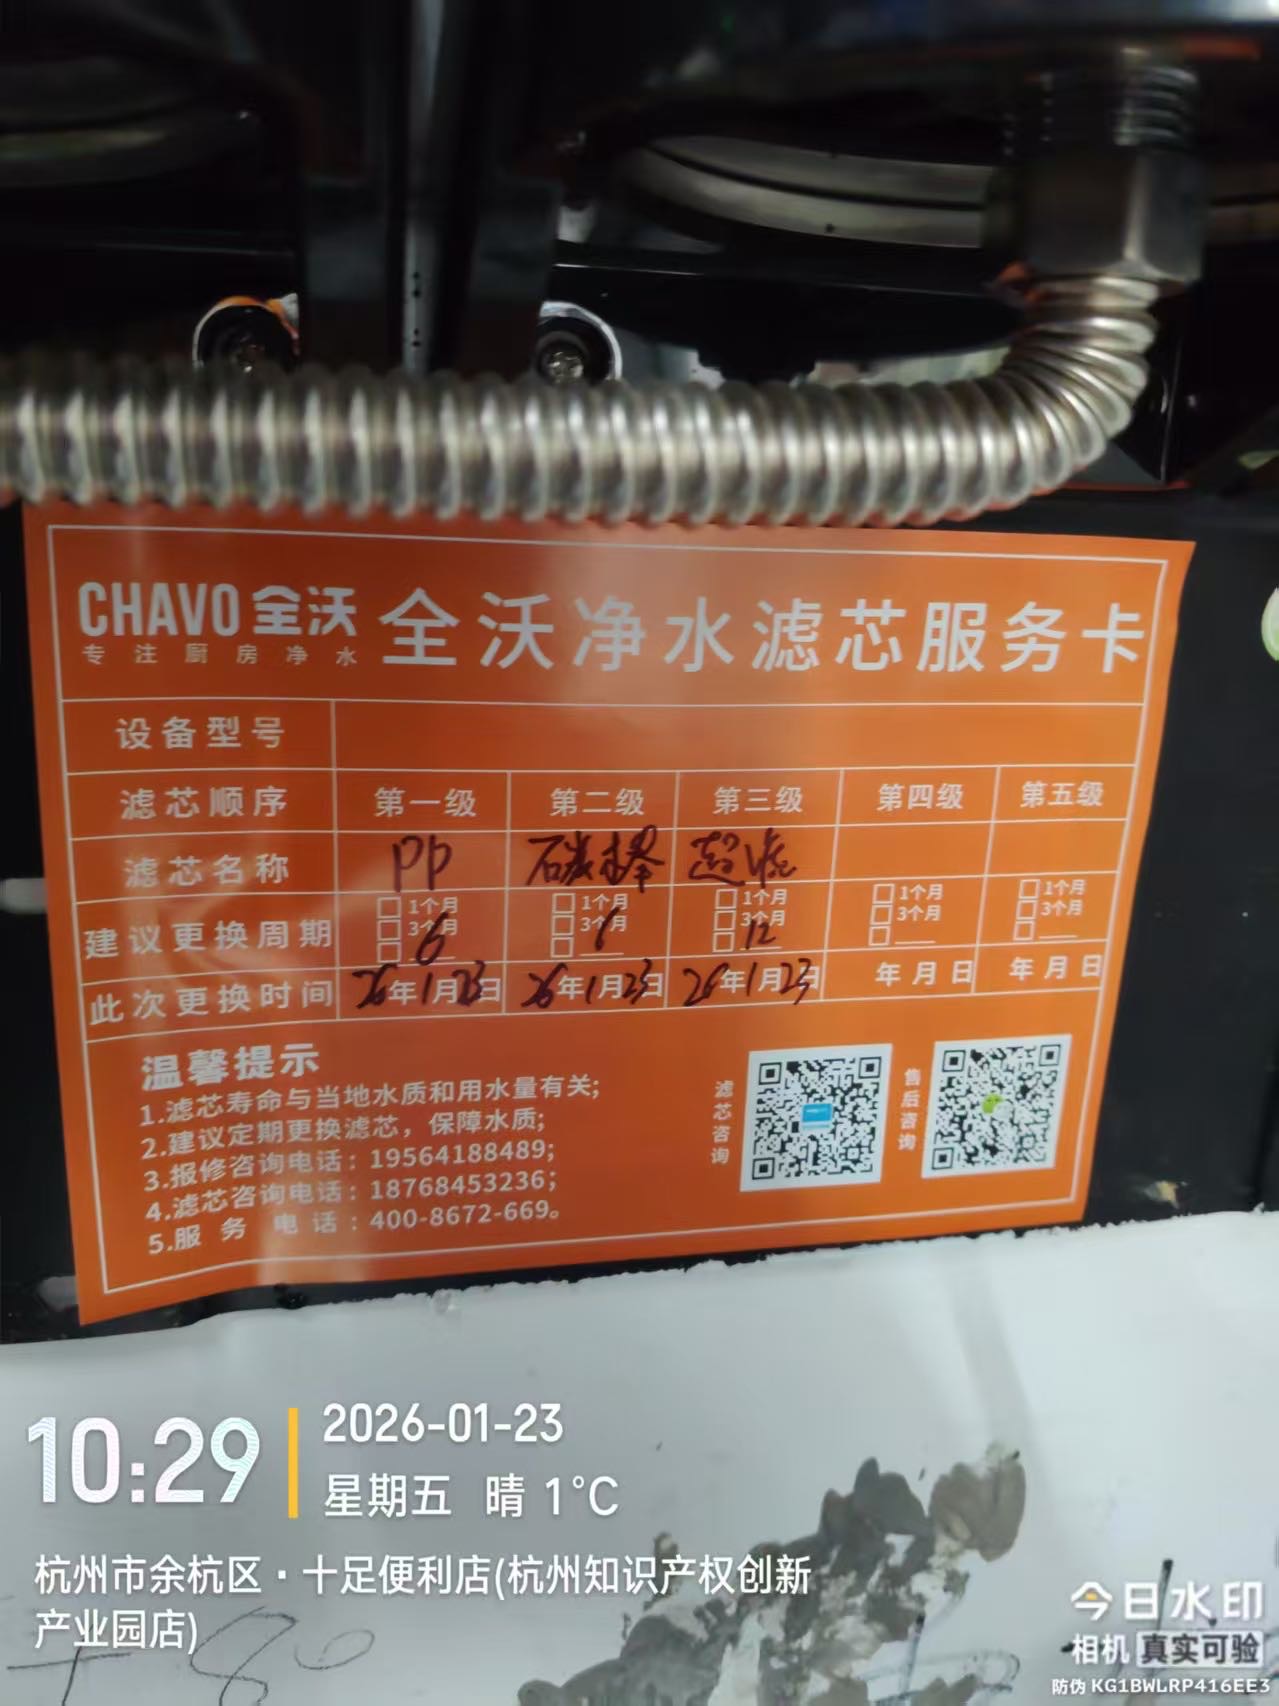 CHAVO 全沃
专注厨房净水
全沃净水滤芯服务卡
设备型号
滤芯顺序 第一级 第二级 第三级 第四级 第五级
滤芯名称 PP 碳棒 超滤
建议更换周期 1个月 1个月 1个月 1个月 1个月
3个月 3个月 3个月 3个月 3个月
6 6 12
此次更换时间 26年1月23日 26年1月23日 26年1月23日 年月日 年月日
温馨提示
1.滤芯寿命与当地水质和用水量有关;
2.建议定期更换滤芯，保障水质;
3.报修咨询电话：19564188489;
4.滤芯咨询电话：18768453236;
5.服务电话：400-8672-669。
滤芯咨询
售后咨询
10:29
2026-01-23
星期五 晴 1°C
杭州市余杭区·十足便利店(杭州知识产权创新
产业园店)
今日水印
相机 真实可验
防伪 KG1BWLRP416EE3